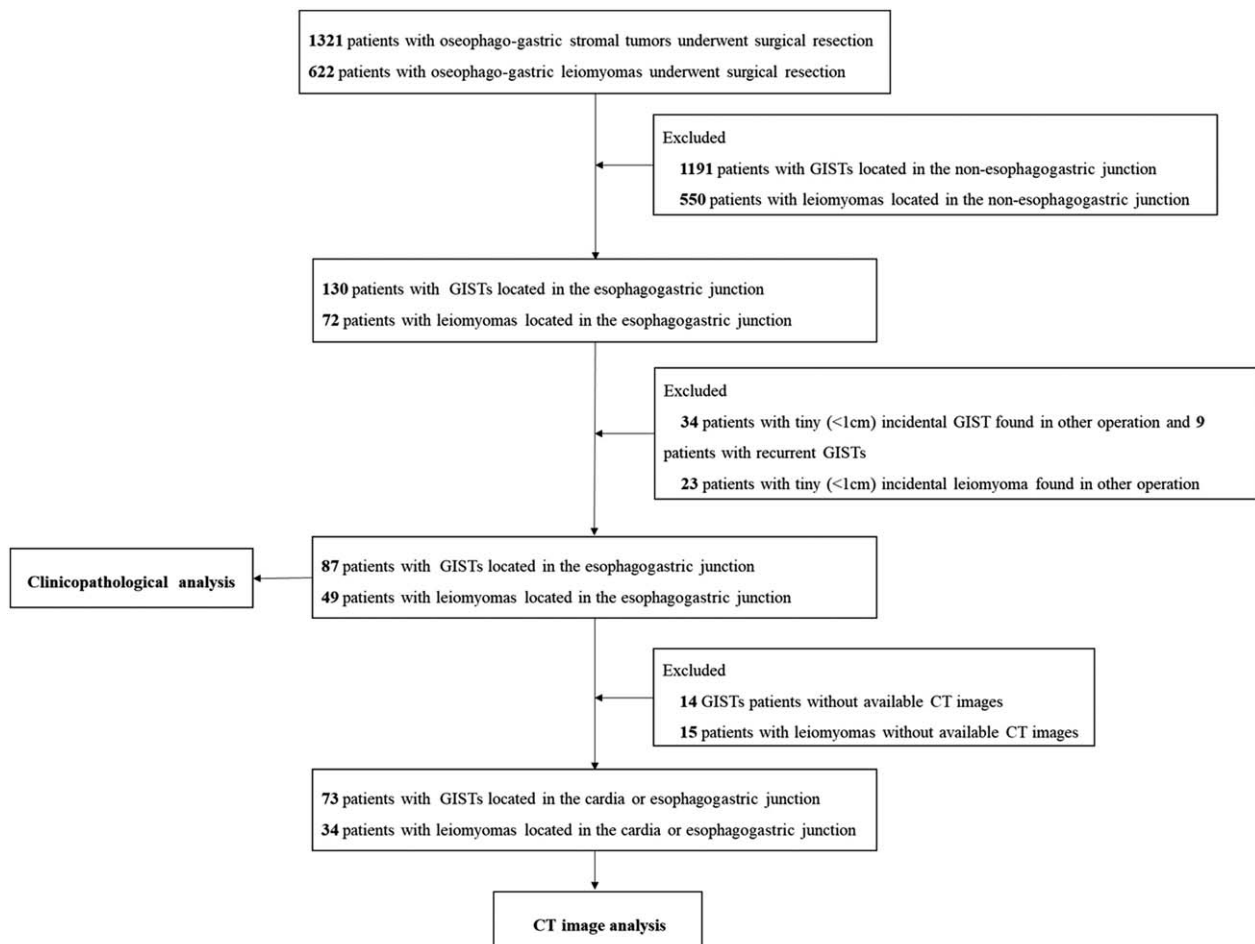 1321 patients with oseophago-gastric stromal tumors underwent surgical resection
622 patients with oseophago-gastric leiomyomas underwent surgical resection
Excluded
1191 patients with GISTs located in the non-esophagogastric junction
550 patients with leiomyomas located in the non-esophagogastric junction
130 patients with GISTs located in the esophagogastric junction
72 patients with leiomyomas located in the esophagogastric junction
Excluded
34 patients with tiny (<1cm) incidental GIST found in other operation and 9
patients with recurrent GISTs
23 patients with tiny (<1cm) incidental leiomyoma found in other operation
Clinicopathological analysis
87 patients with GISTs located in the esophagogastric junction
49 patients with leiomyomas located in the esophagogastric junction
Excluded
14 GISTs patients without available CT images
15 patients with leiomyomas without available CT images
73 patients with GISTs located in the cardia or esophagogastric junction
34 patients with leiomyomas located in the cardia or esophagogastric junction
CT image analysis